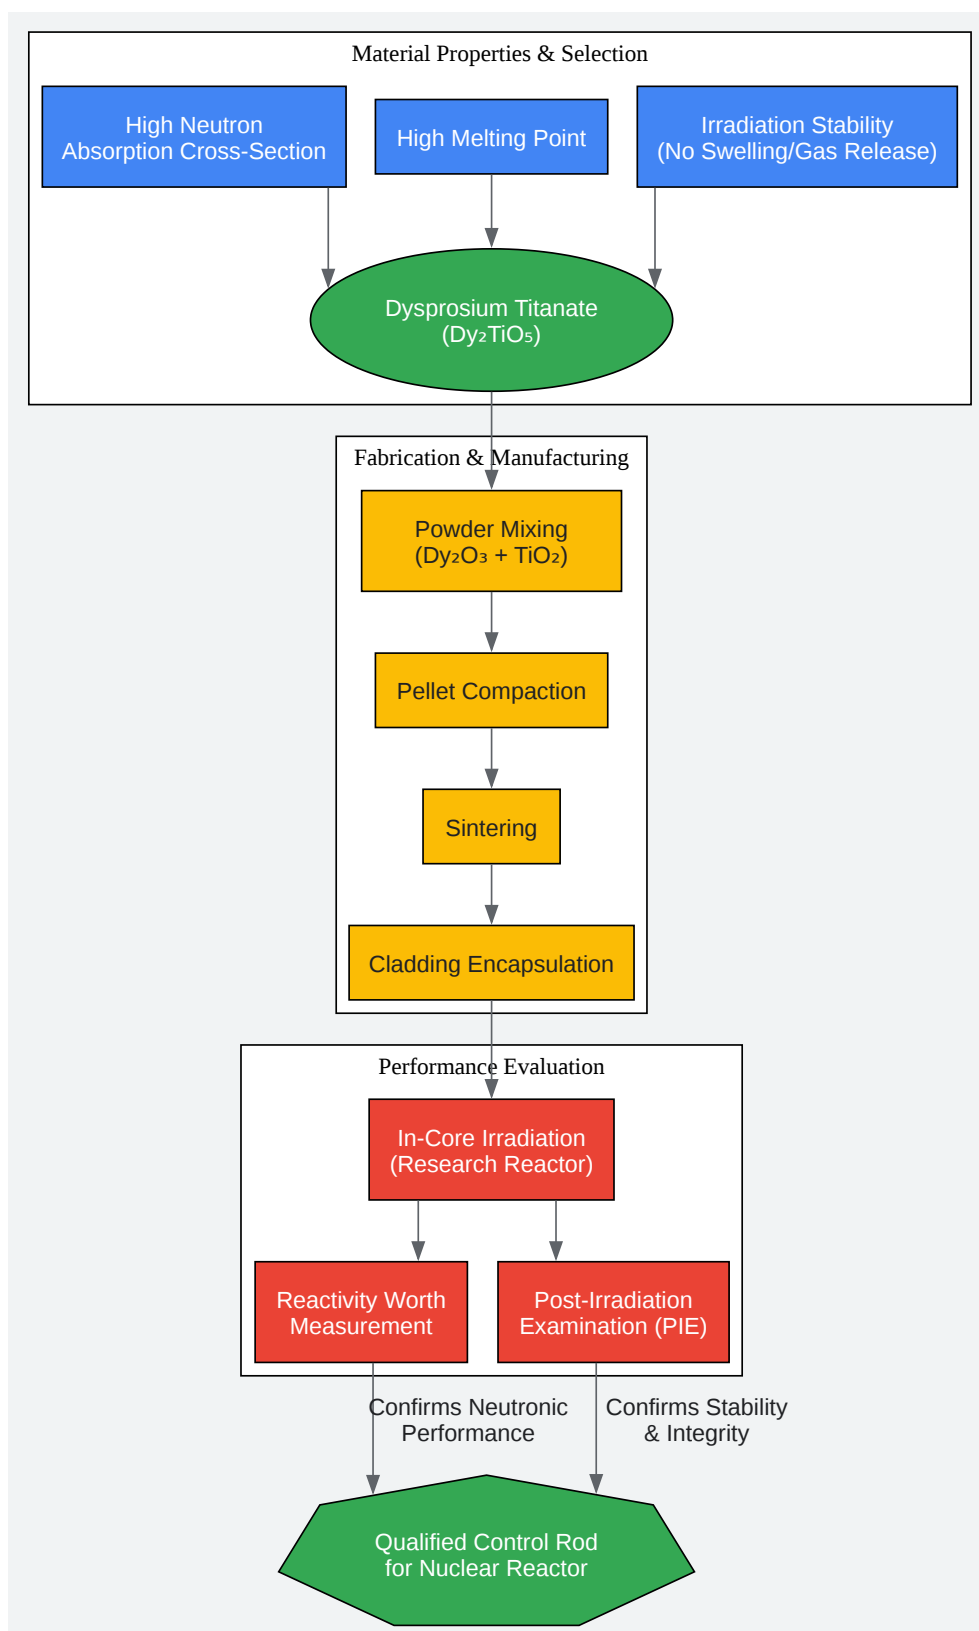 Material Properties & Selection
High Neutron
Absorption Cross-Section
High Melting Point
Irradiation Stability
(No Swelling/Gas Release)
Dysprosium Titanate
(Dy₂TiO₅)
Fabrication & Manufacturing
Powder Mixing
(Dy₂O₃ + TiO₂)
Pellet Compaction
Sintering
Cladding Encapsulation
Performance Evaluation
In-Core Irradiation
(Research Reactor)
Reactivity Worth
Measurement
Post-Irradiation
Examination (PIE)
Confirms Neutronic
Performance
Confirms Stability
& Integrity
Qualified Control Rod
for Nuclear Reactor